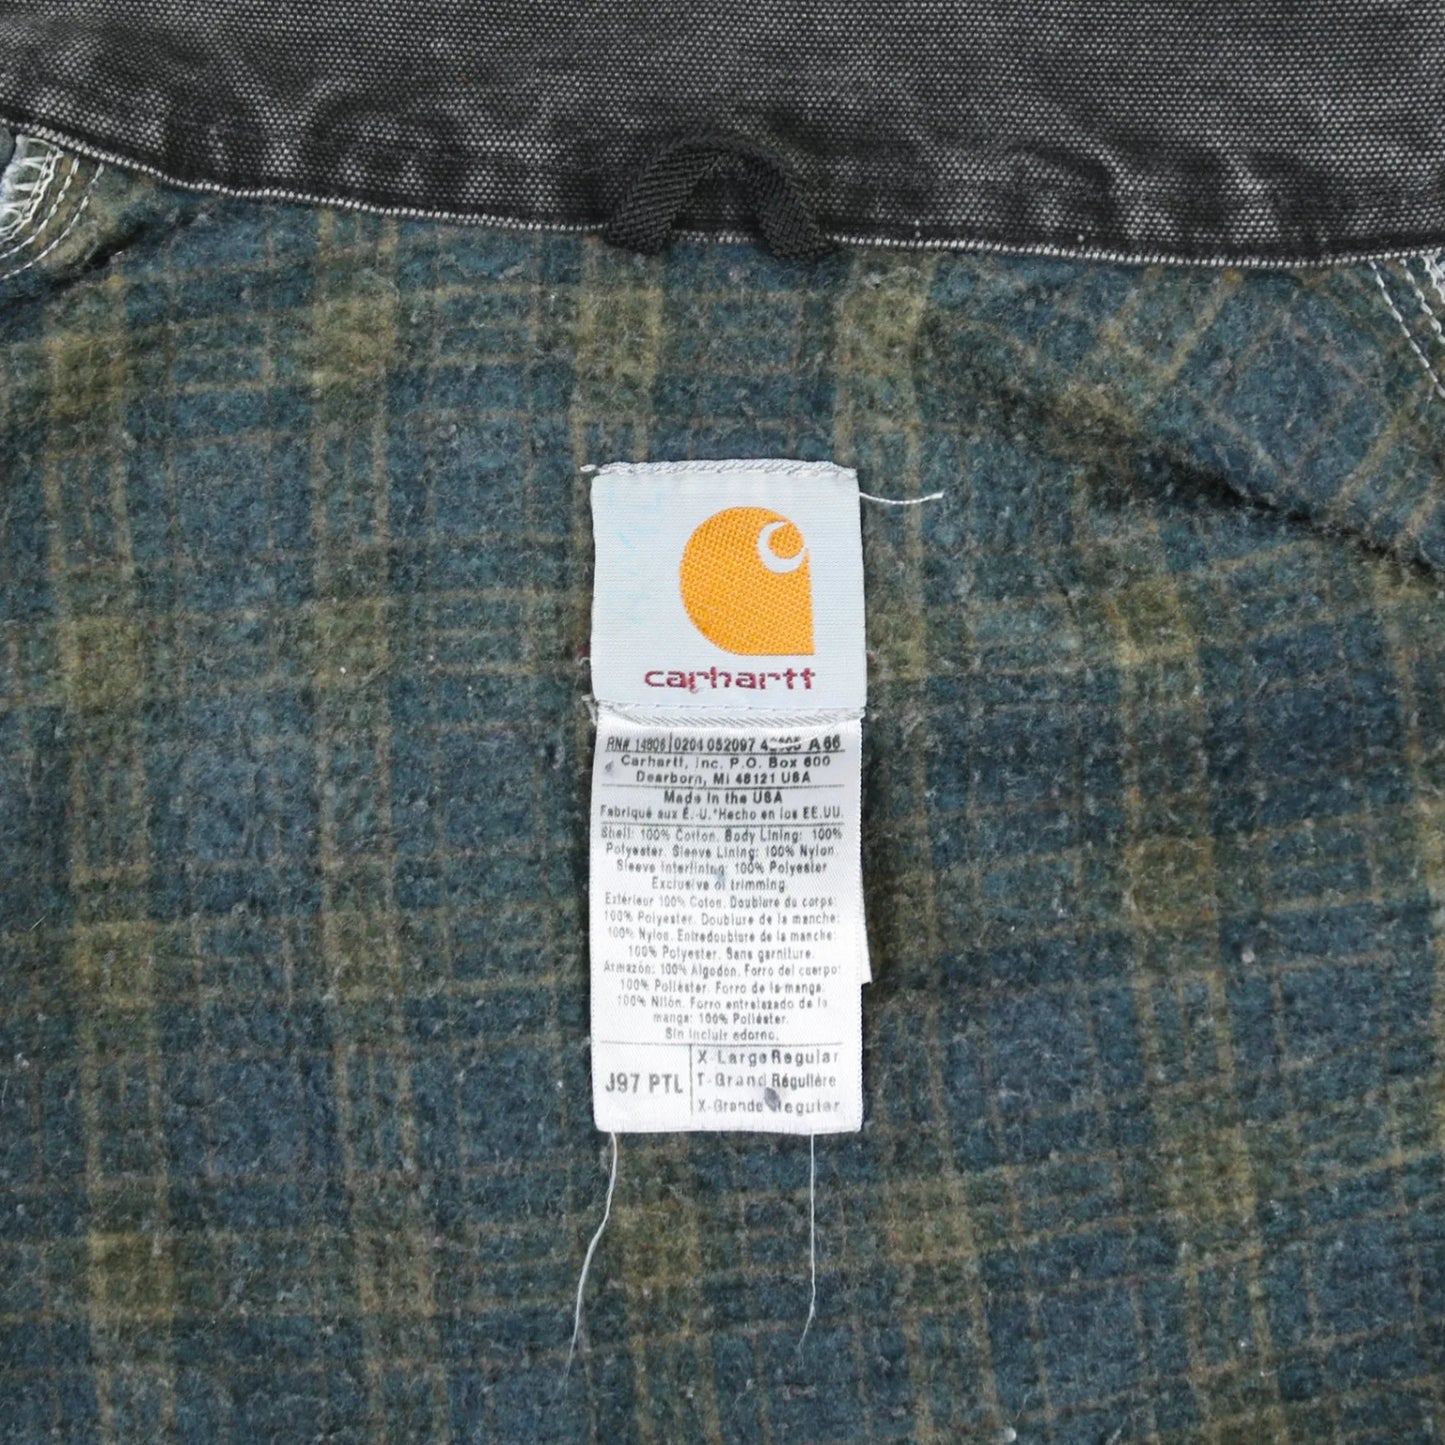 carhartt
RN# 14806 0204 052097 A 66
Carhartt, Inc. P.O. Box 600
Dearborn, MI 48121 USA
Made in the USA
Fabriqué aux É.-U.*Hecho en los EE.UU.
Shell: 100% Cotton. Body Lining: 100%
Polyester. Sleeve Lining: 100% Nylon.
Sleeve Interlining: 100% Polyester
Exclusive of trimming
Extérieur 100% Coton. Doublure du corps:
100% Polyester. Doublure de la manche:
100% Nylon. Entredoublure de la manche:
100% Polyester. Sans garniture.
Armazón: 100% Algodón. Forro del cuerpo:
100% Poliéster. Forro de la manga.
100% Nilón. Forro entrelazado de la
manga: 100% Poliéster.
Sin incluir adorno.
J97 PTL
X-Large Regular
T-Grand Régulière
X-Grande Regular